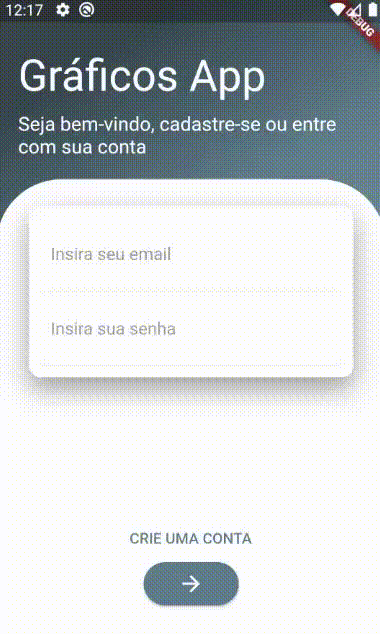 12:17
DEBUG
Gráficos App
Seja bem-vindo, cadastre-se ou entre
com sua conta
Insira seu email
Insira sua senha
CRIE UMA CONTA